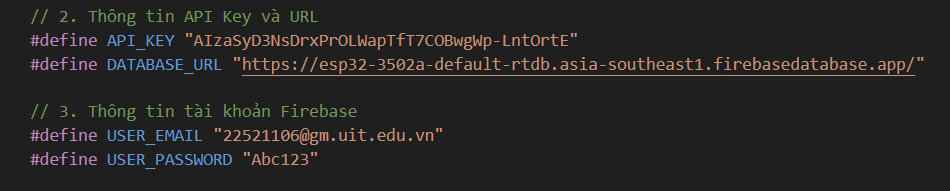 // 2. Thông tin API Key và URL
#define API_KEY "AIzaSyD3NsDrxPrOLWapTfT7COBwgWp-LntOrtE"
#define DATABASE_URL "https://esp32-3502a-default-rtdb.asia-southeast1.firebasedatabase.app/"
// 3. Thông tin tài khoản Firebase
#define USER_EMAIL "22521106@gm.uit.edu.vn"
#define USER_PASSWORD "Abc123"